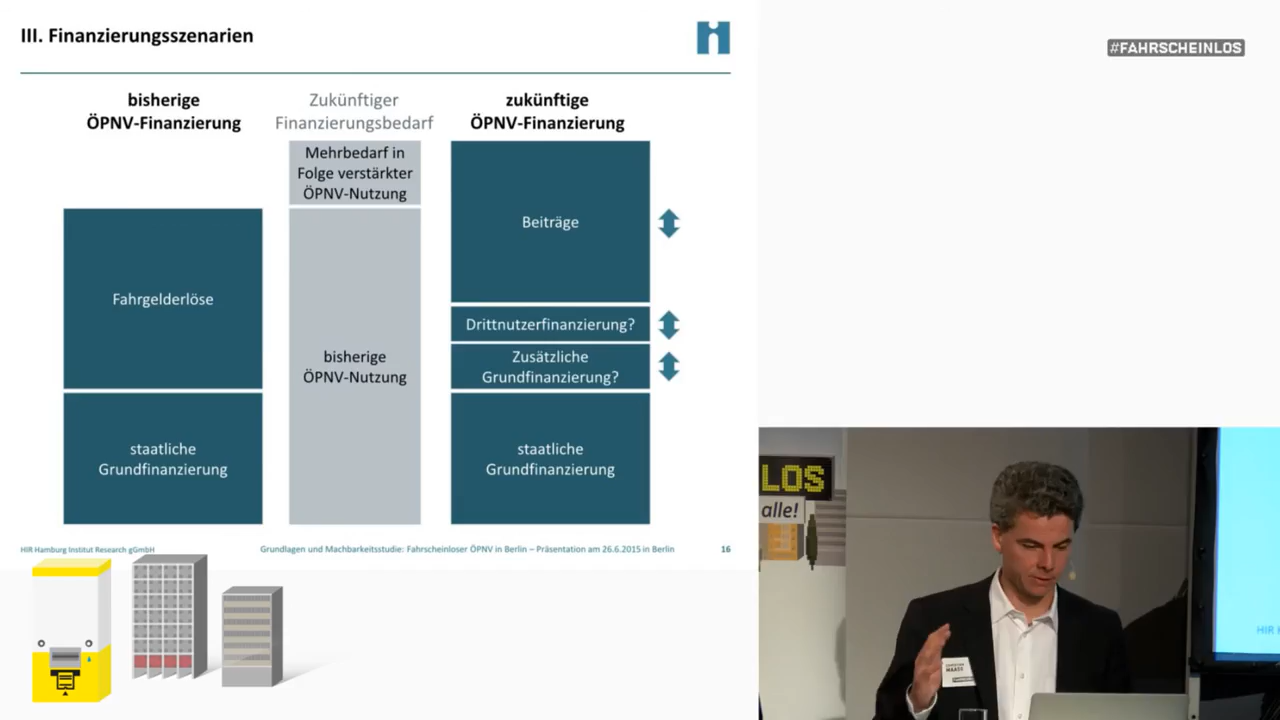 III. Finanzierungsszenarien
#FAHRSCHEINLOS
bisherige
ÖPNV-Finanzierung
Zukünftiger
Finanzierungsbedarf
zukünftige
ÖPNV-Finanzierung
Mehrbedarf in
Folge verstärkter
ÖPNV-Nutzung
Fahrgelderlöse
bisherige
ÖPNV-Nutzung
staatliche
Grundfinanzierung
Beiträge
Drittnutzerfinanzierung?
Zusätzliche
Grundfinanzierung?
staatliche
Grundfinanzierung
HIR Hamburg Institut Research gGmbH
Grundlagen und Machbarkeitsstudie: Fahrscheinloser ÖPNV in Berlin – Präsentation am 26.6.2015 in Berlin
16
LOS
alle!
MAASS
HIR